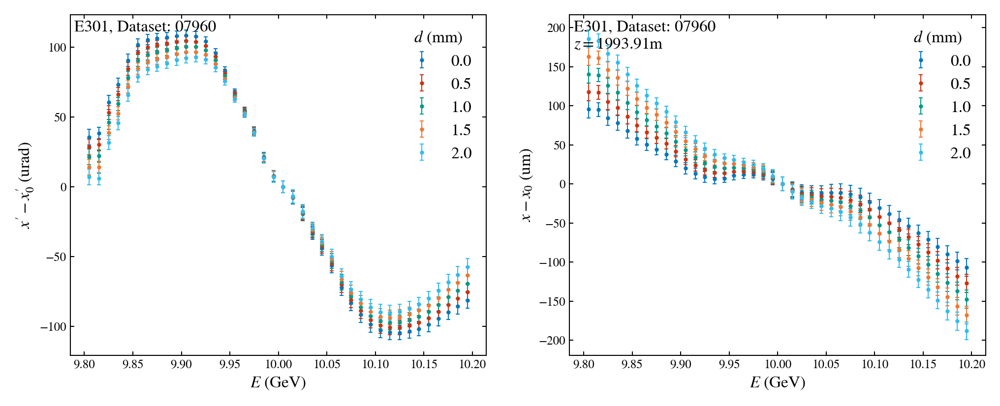 E301, Dataset: 07960
d (mm)
0.0
0.5
1.0
1.5
2.0
100
50
0
−50
−100
x′ − x′0 (urad)
9.80 9.85 9.90 9.95 10.00 10.05 10.10 10.15 10.20
E (GeV)
E301, Dataset: 07960
z = 1993.91m
d (mm)
0.0
0.5
1.0
1.5
2.0
200
150
100
50
0
−50
−100
−150
−200
x − x0 (um)
9.80 9.85 9.90 9.95 10.00 10.05 10.10 10.15 10.20
E (GeV)